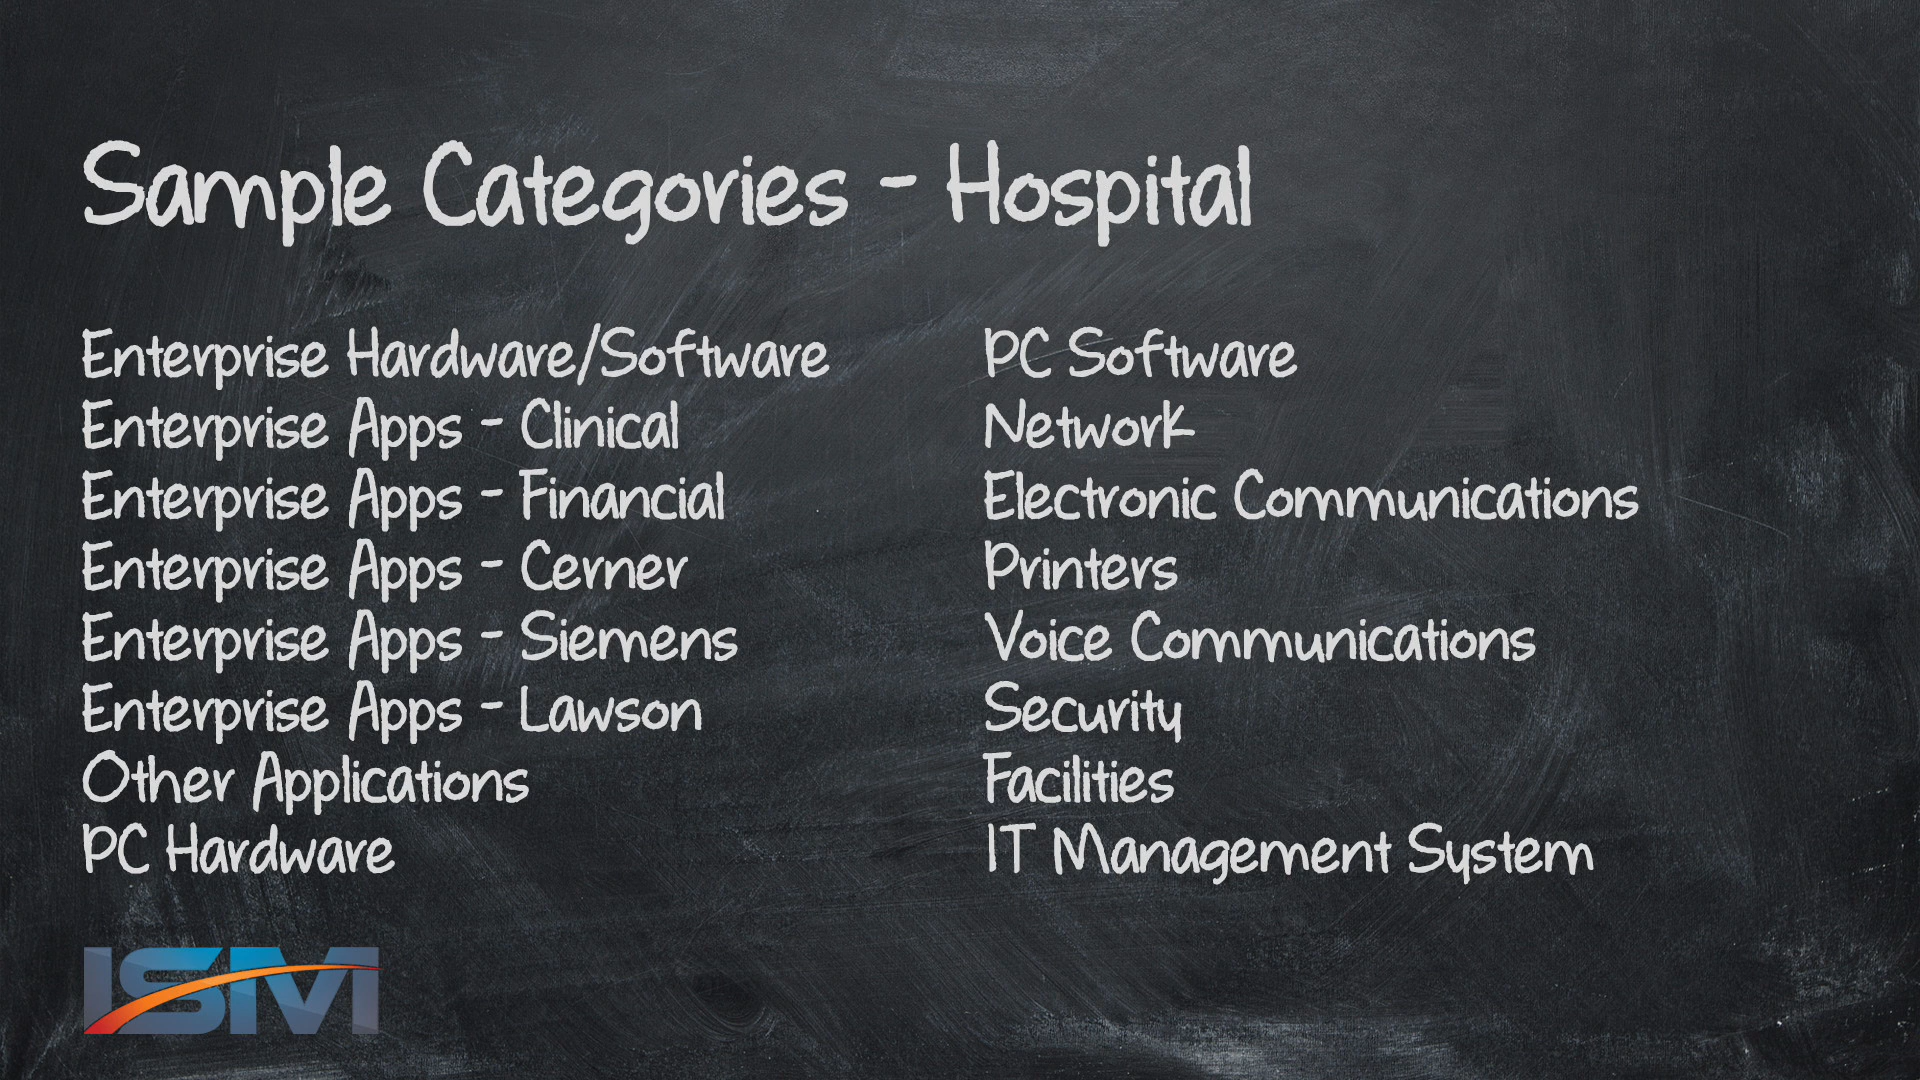 Sample Categories - Hospital
Enterprise Hardware/Software
Enterprise Apps - Clinical
Enterprise Apps - Financial
Enterprise Apps - Cerner
Enterprise Apps - Siemens
Enterprise Apps - Lawson
Other Applications
PC Hardware
PC Software
Network
Electronic Communications
Printers
Voice Communications
Security
Facilities
IT Management System
ISM